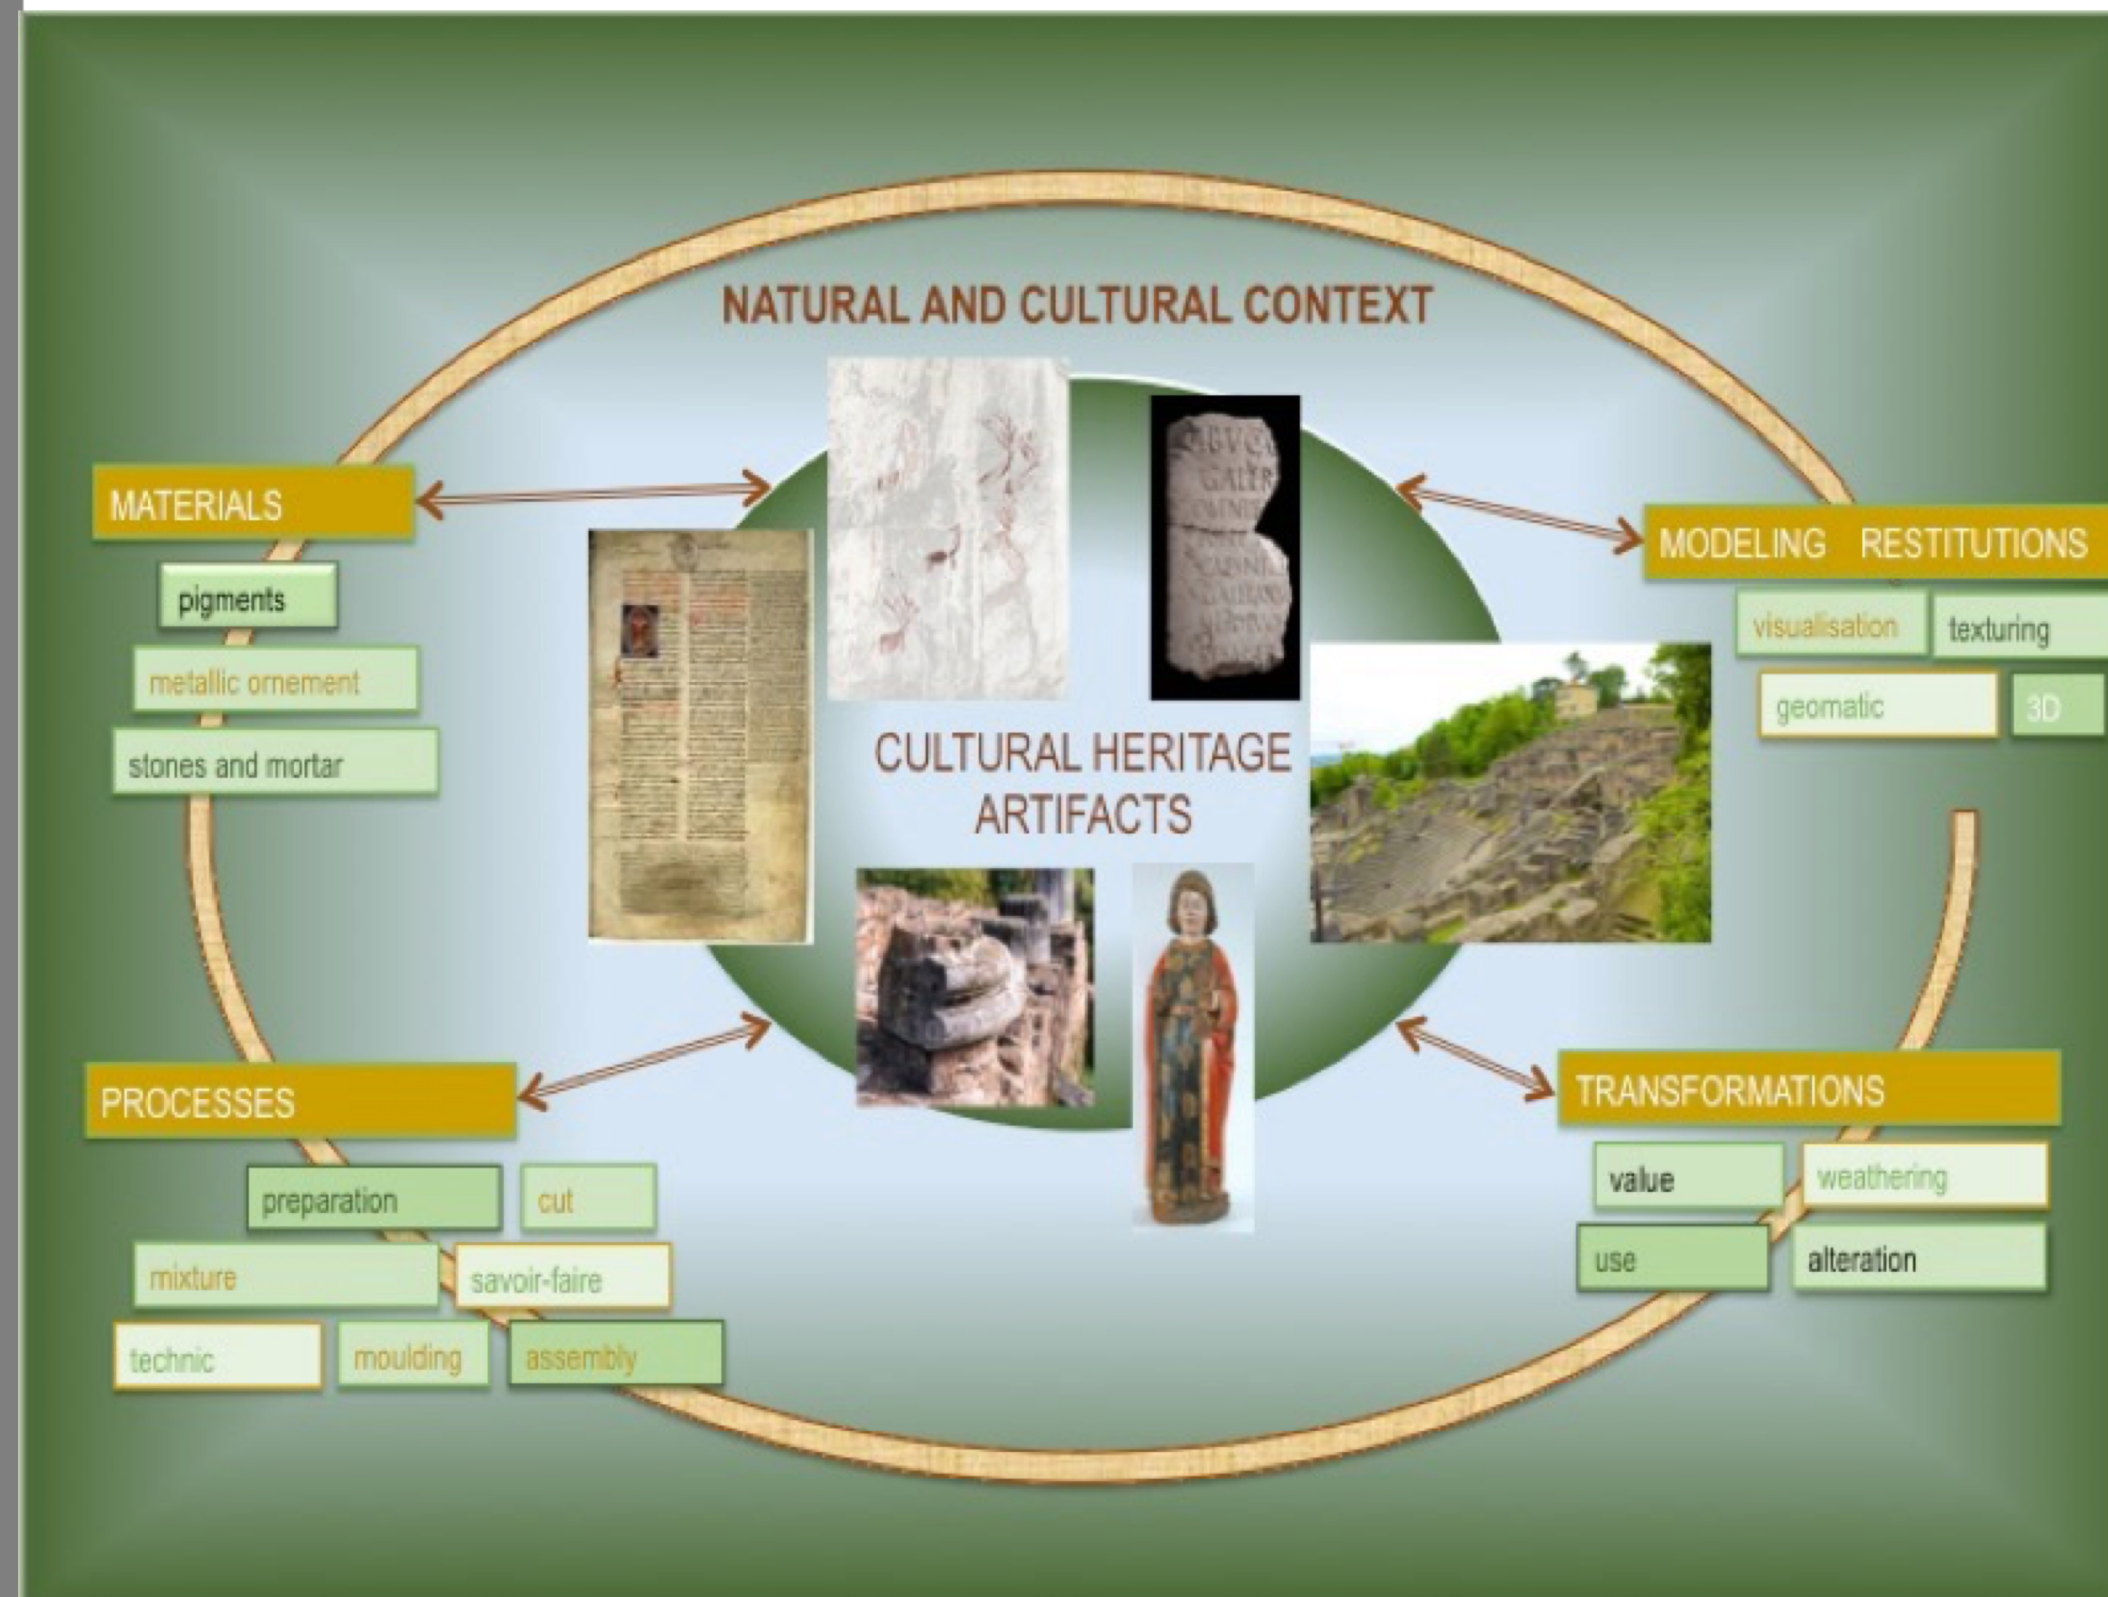 NATURAL AND CULTURAL CONTEXT
MATERIALS
pigments
metallic ornement
stones and mortar
MODELING RESTITUTIONS
visualisation texturing
geomatic 3D
GALER
CULTURAL HERITAGE
ARTIFACTS
PROCESSES
preparation cut
mixture savoir-faire
technic moulding assembly
TRANSFORMATIONS
value weathering
use alteration